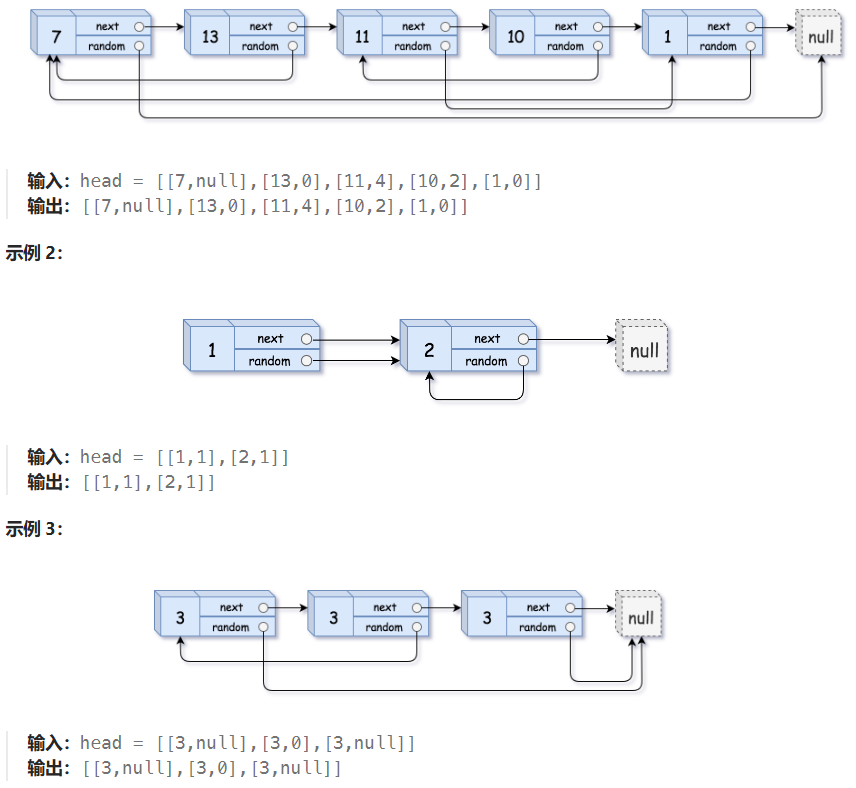 7 next random 13 next random 11 next random 10 next random 1 next random null
输入：head = [[7,null],[13,0],[11,4],[10,2],[1,0]]
输出：[[7,null],[13,0],[11,4],[10,2],[1,0]]
示例 2：
1 next random 2 next random null
输入：head = [[1,1],[2,1]]
输出：[[1,1],[2,1]]
示例 3：
3 next random 3 next random 3 next random null
输入：head = [[3,null],[3,0],[3,null]]
输出：[[3,null],[3,0],[3,null]]